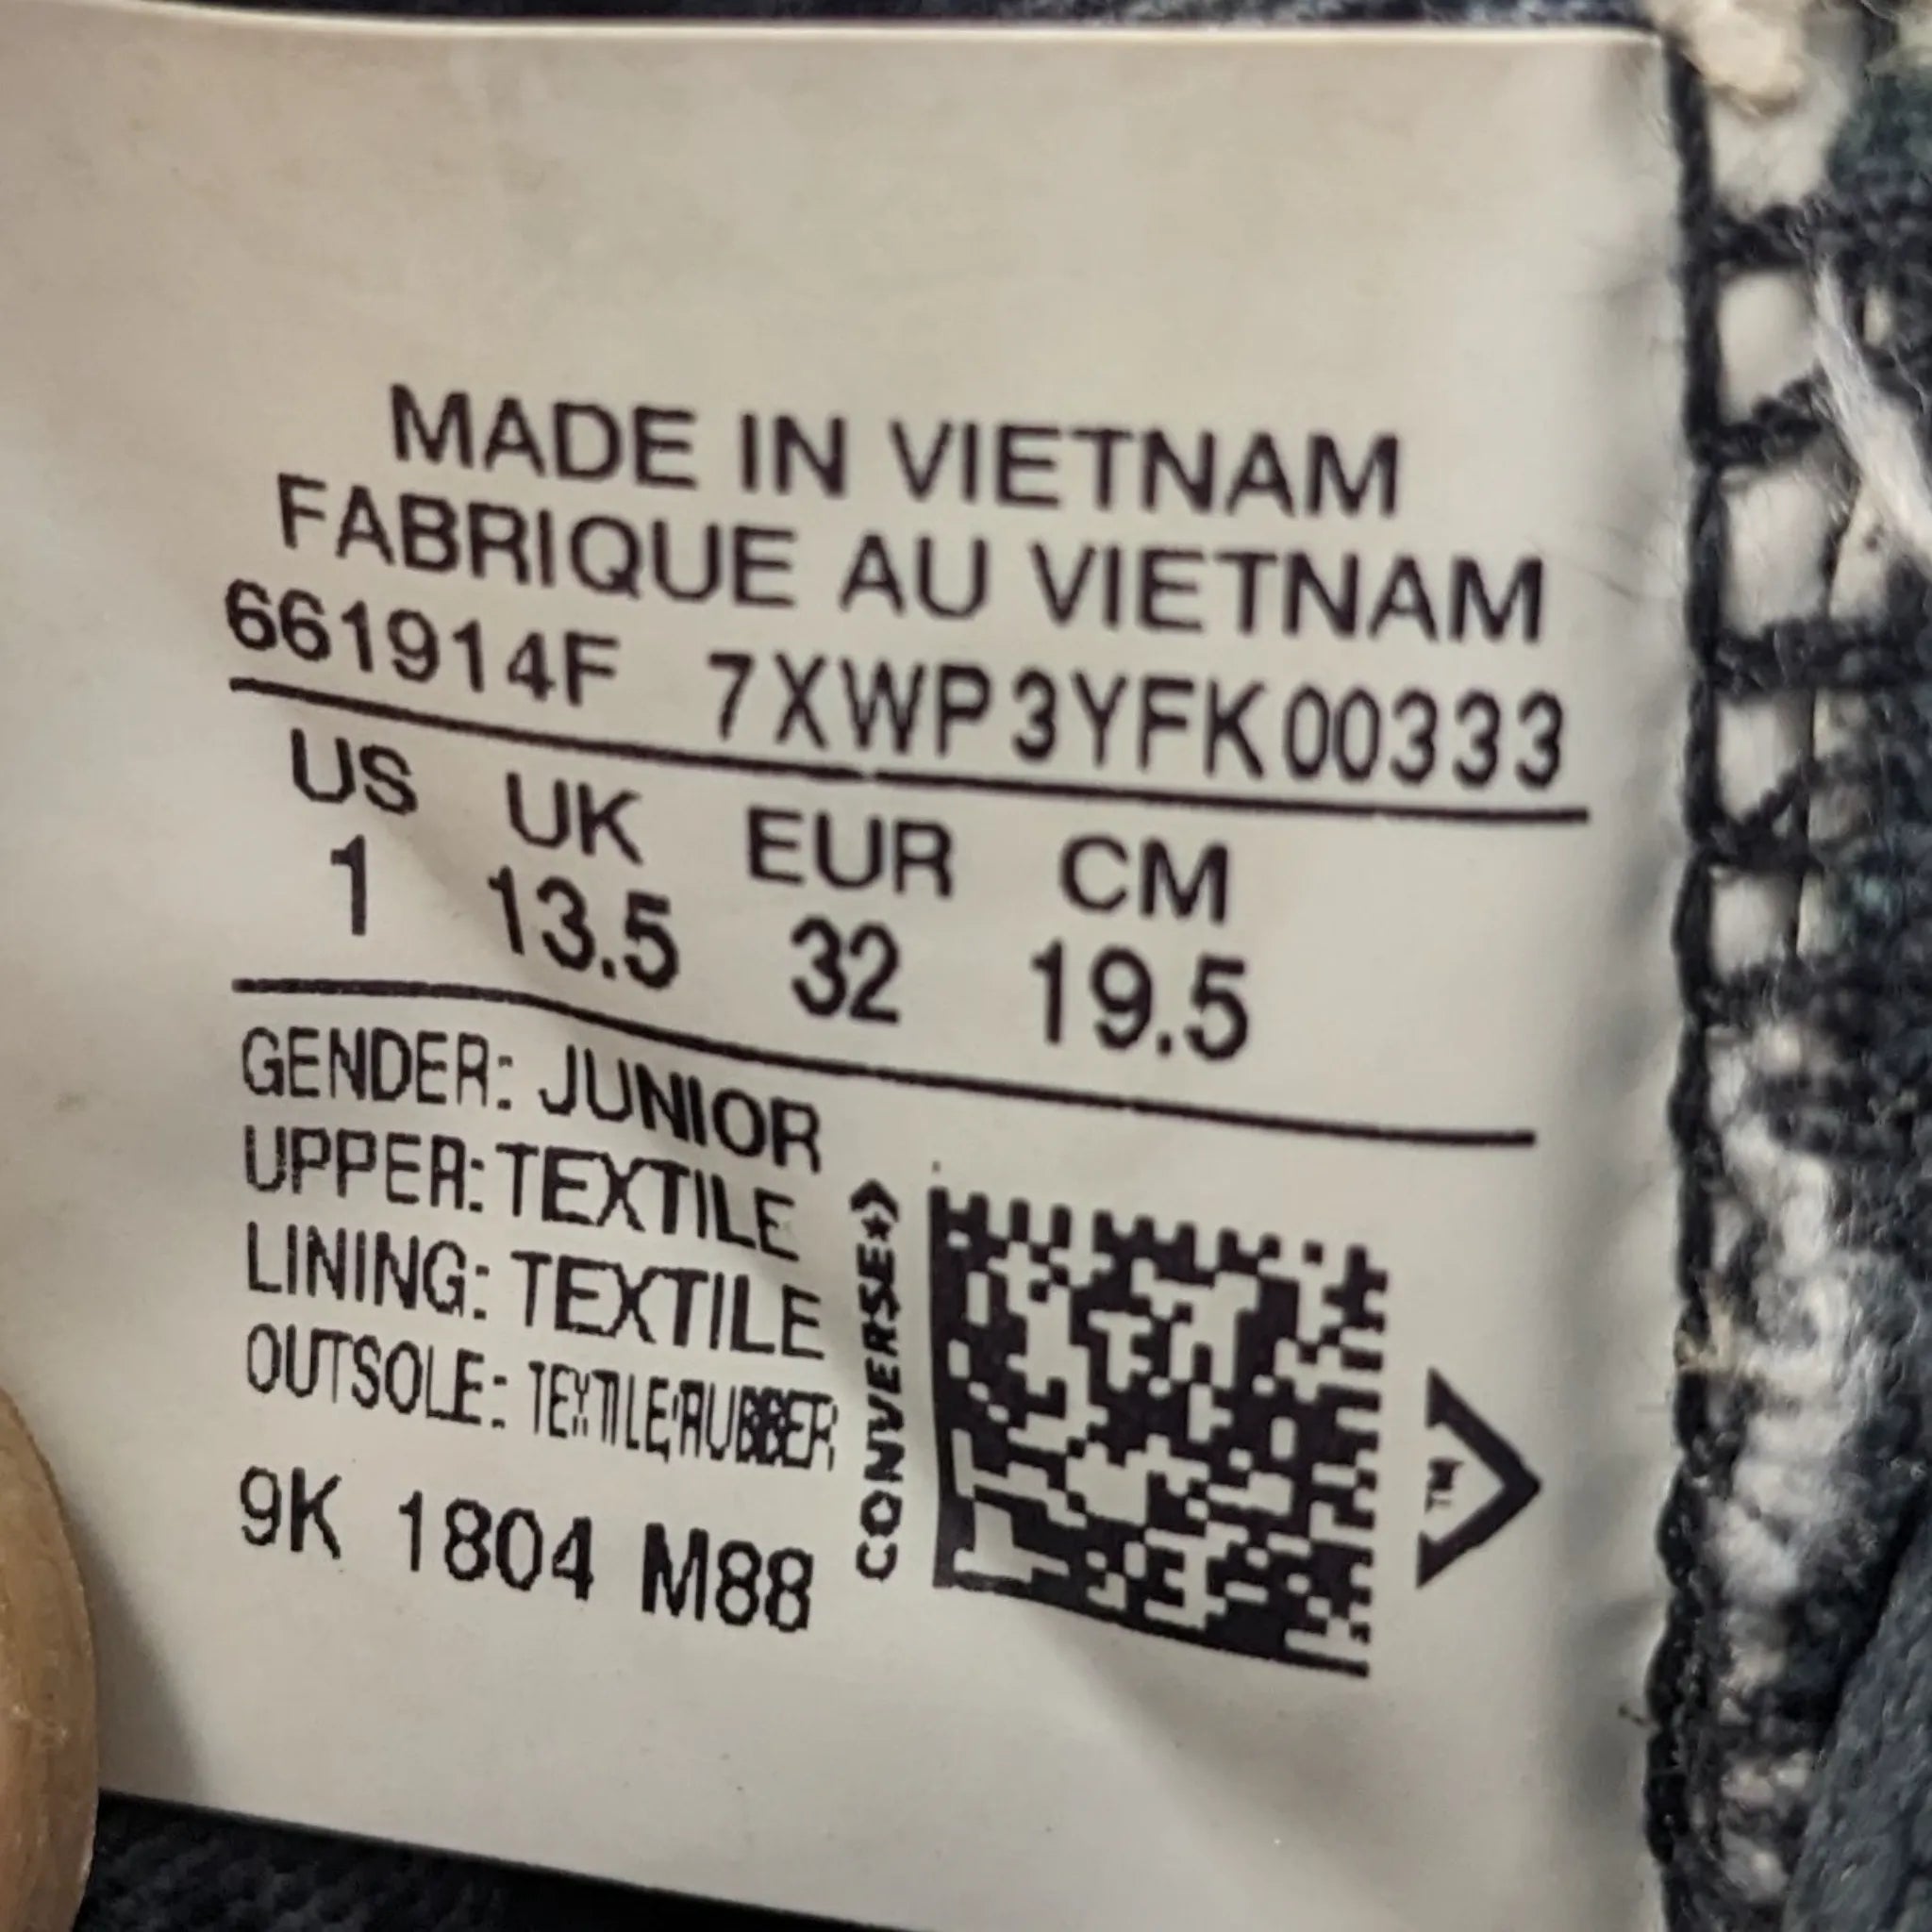 MADE IN VIETNAM
FABRIQUE AU VIETNAM
661914F 7XWP3YFK00333
US UK EUR CM
1 13.5 32 19.5
GENDER: JUNIOR
UPPER: TEXTILE
LINING: TEXTILE
OUTSOLE: TEXTILE/RUBBER
9K 1804 M88
CONVERSE
TM